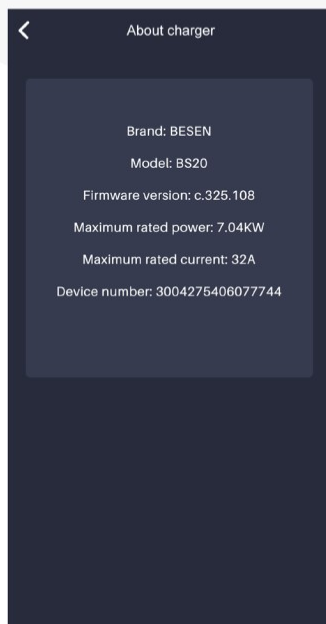 About charger
Brand: BESEN
Model: BS20
Firmware version: c.325.108
Maximum rated power: 7.04KW
Maximum rated current: 32A
Device number: 3004275406077744